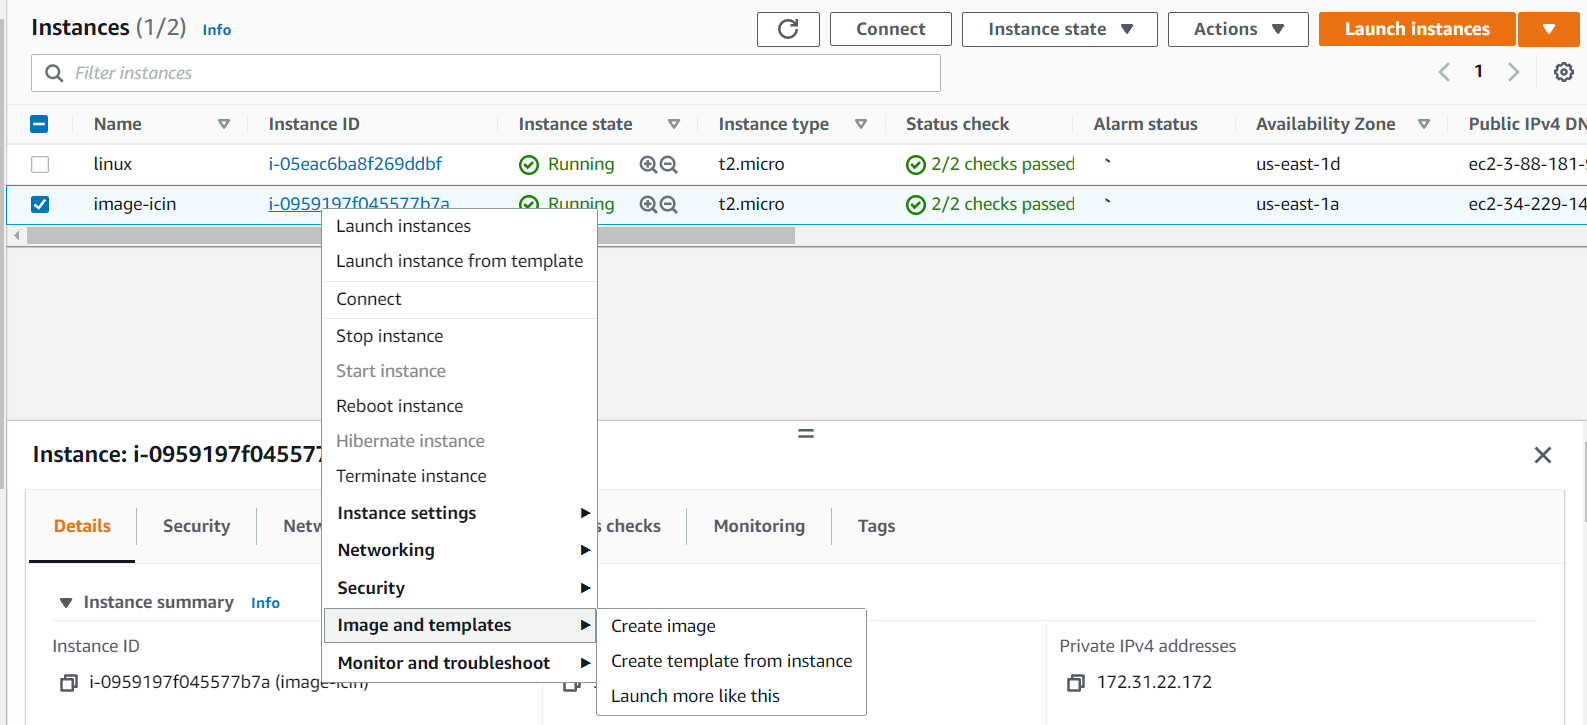 Instances (1/2) Info
Connect Instance state Actions Launch instances
Filter instances
1
Name Instance ID Instance state Instance type Status check Alarm status Availability Zone Public IPv4 DN
linux i-05eac6ba8f269ddbf Running t2.micro 2/2 checks passed us-east-1d ec2-3-88-181-9
image-icin i-0959197f045577b7a Running t2.micro 2/2 checks passed us-east-1a ec2-34-229-14
Launch instances
Launch instance from template
Connect
Stop instance
Start instance
Reboot instance
Hibernate instance
Terminate instance
Instance settings
Networking
Security
Image and templates
Monitor and troubleshoot
Create image
Create template from instance
Launch more like this
Instance: i-0959197f045577
Details Security Netw s checks Monitoring Tags
Instance summary Info
Instance ID Private IPv4 addresses
i-0959197f045577b7a (image-icin) 172.31.22.172